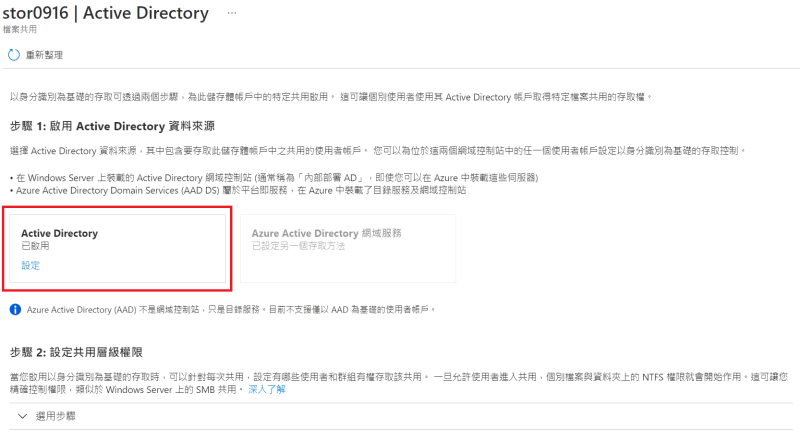 stor0916 | Active Directory ...
檔案共用
重新整理
以身分識別為基礎的存取可透過兩個步驟，為此儲存體帳戶中的特定共用啟用。 這可讓個別使用者使用其 Active Directory 帳戶取得特定檔案共用的存取權。
步驟 1: 啟用 Active Directory 資料來源
選擇 Active Directory 資料來源，其中包含要存取此儲存體帳戶中之共用的使用者帳戶。 您可以為位於這兩個網域控制站中的任一個使用者帳戶設定以身分識別為基礎的存取控制。
• 在 Windows Server 上裝載的 Active Directory 網域控制站 (通常稱為「內部部署 AD」，即使您可以在 Azure 中裝載這些伺服器)
• Azure Active Directory Domain Services (AAD DS) 屬於平台即服務，在 Azure 中裝載了目錄服務及網域控制站
Active Directory
已啟用
設定
Azure Active Directory 網域服務
已設定另一個存取方法
Azure Active Directory (AAD) 不是網域控制站，只是目錄服務。目前不支援僅以 AAD 為基礎的使用者帳戶。
步驟 2: 設定共用層級權限
當您啟用以身分識別為基礎的存取時，可以針對每次共用，設定有哪些使用者和群組有權存取該共用。 一旦允許使用者進入共用，個別檔案與資料夾上的 NTFS 權限就會開始作用。這可讓您
精確控制權限，類似於 Windows Server 上的 SMB 共用。 深入了解
選用步驟